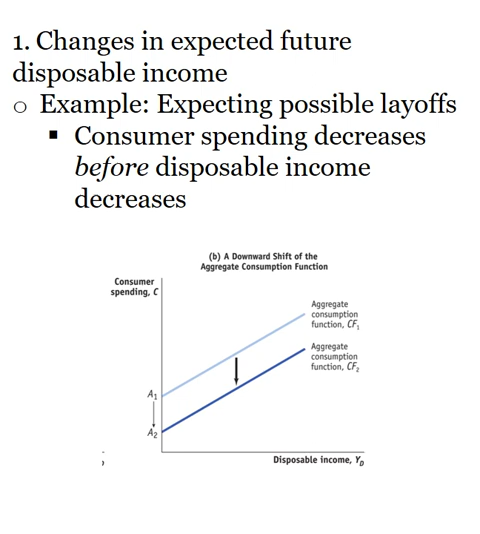 1. Changes in expected future
disposable income
o Example: Expecting possible layoffs
▪ Consumer spending decreases
before disposable income
decreases
(b) A Downward Shift of the
Aggregate Consumption Function
Consumer
spending, C
Aggregate
consumption
function, CF₁
Aggregate
consumption
function, CF₂
A₁
A₂
Disposable income, Y_D